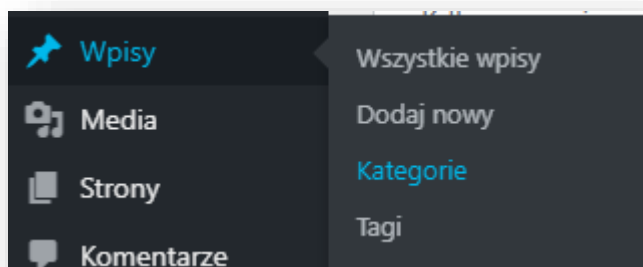 Wpisy
Media
Strony
Komentarze
Wszystkie wpisy
Dodaj nowy
Kategorie
Tagi